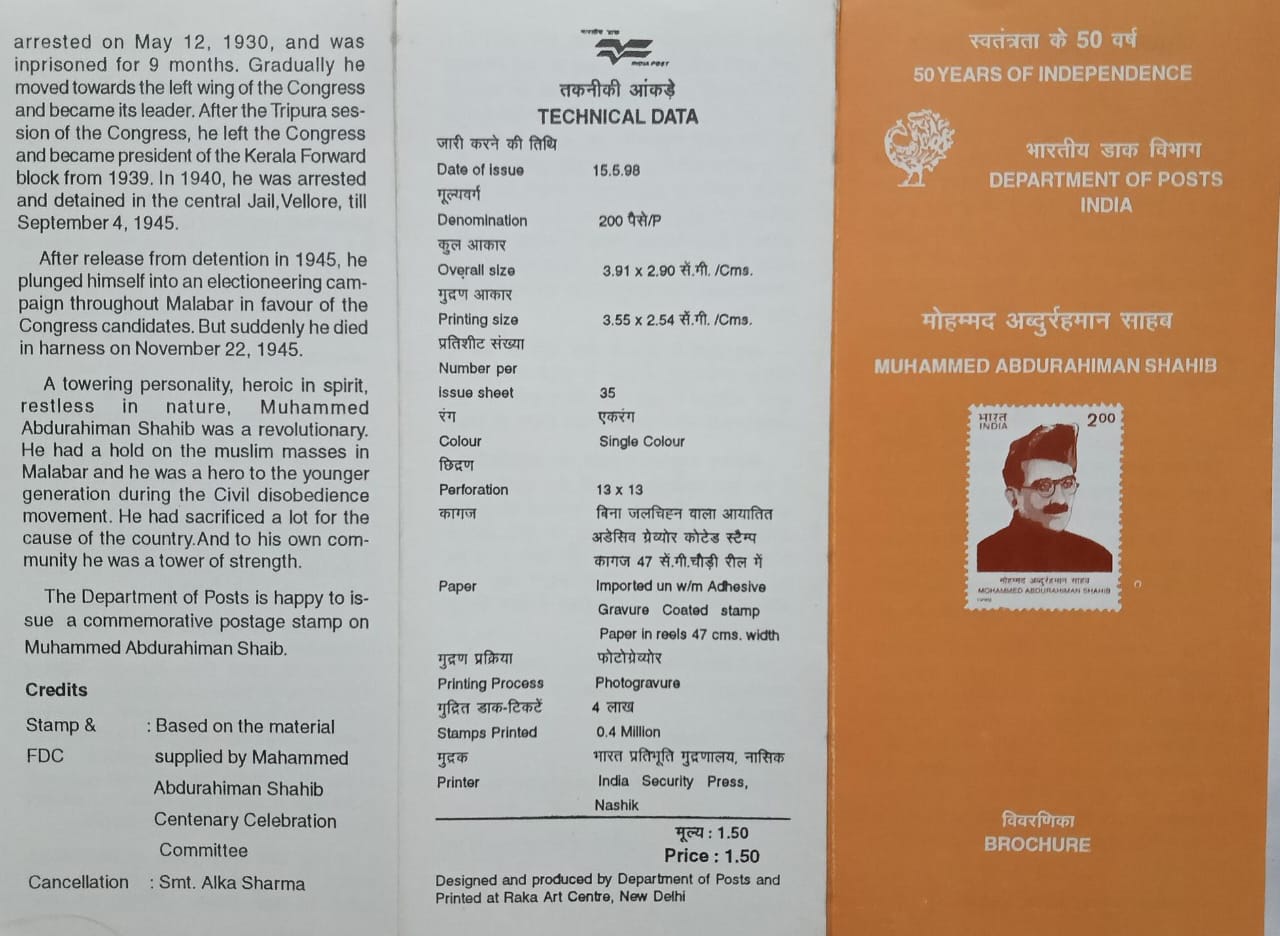 arrested on May 12, 1930, and was
inprisoned for 9 months. Gradually he
moved towards the left wing of the Congress
and became its leader. After the Tripura ses-
sion of the Congress, he left the Congress
and became president of the Kerala Forward
block from 1939. In 1940, he was arrested
and detained in the central Jail,Vellore, till
September 4, 1945.
After release from detention in 1945, he
plunged himself into an electioneering cam-
paign throughout Malabar in favour of the
Congress candidates. But suddenly he died
in harness on November 22, 1945.
A towering personality, heroic in spirit,
restless in nature, Muhammed
Abdurahiman Shahib was a revolutionary.
He had a hold on the muslim masses in
Malabar and he was a hero to the younger
generation during the Civil disobedience
movement. He had sacrificed a lot for the
cause of the country.And to his own com-
munity he was a tower of strength.
The Department of Posts is happy to is-
sue a commemorative postage stamp on
Muhammed Abdurahiman Shaib.
Credits
Stamp & : Based on the material
FDC supplied by Mahammed
Abdurahiman Shahib
Centenary Celebration
Committee
Cancellation : Smt. Alka Sharma
भारतीय डाक
INDIA POST
तकनीकी आंकड़े
TECHNICAL DATA
जारी करने की तिथि
Date of Issue 15.5.98
मूल्यवर्ग
Denomination 200 पैसे/P
कुल आकार
Overall size 3.91 x 2.90 सें.गी. /Cms.
मुद्रण आकार
Printing size 3.55 x 2.54 सें.गी. /Cms.
प्रतिशीट संख्या
Number per
Issue sheet 35
रंग एकरंग
Colour Single Colour
छिद्रण
Perforation 13 x 13
कागज बिना जलचिहन वाला आयातित
अडेसिव ग्रेव्योर कोटेड स्टैम्प
कागज 47 सें.गी.चौड़ी रील में
Paper Imported un w/m Adhesive
Gravure Coated stamp
Paper in reels 47 cms. width
मुद्रण प्रक्रिया फोटोग्रेव्योर
Printing Process Photogravure
मुद्रित डाक-टिकटें 4 लाख
Stamps Printed 0.4 Million
मुद्रक भारत प्रतिभूति मुद्रणालय, नासिक
Printer India Security Press,
Nashik
मूल्य : 1.50
Price : 1.50
Designed and produced by Department of Posts and
Printed at Raka Art Centre, New Delhi
स्वतंत्रता के 50 वर्ष
50 YEARS OF INDEPENDENCE
भारतीय डाक विभाग
DEPARTMENT OF POSTS
INDIA
मोहम्मद अब्दुर्रहमान साहब
MUHAMMED ABDURAHIMAN SHAHIB
भारत
INDIA
2.00
मोहम्मद अब्दुर्रहमान साहब
MOHAMMED ABDURAHIMAN SHAHIB
1998
विवरणिका
BROCHURE